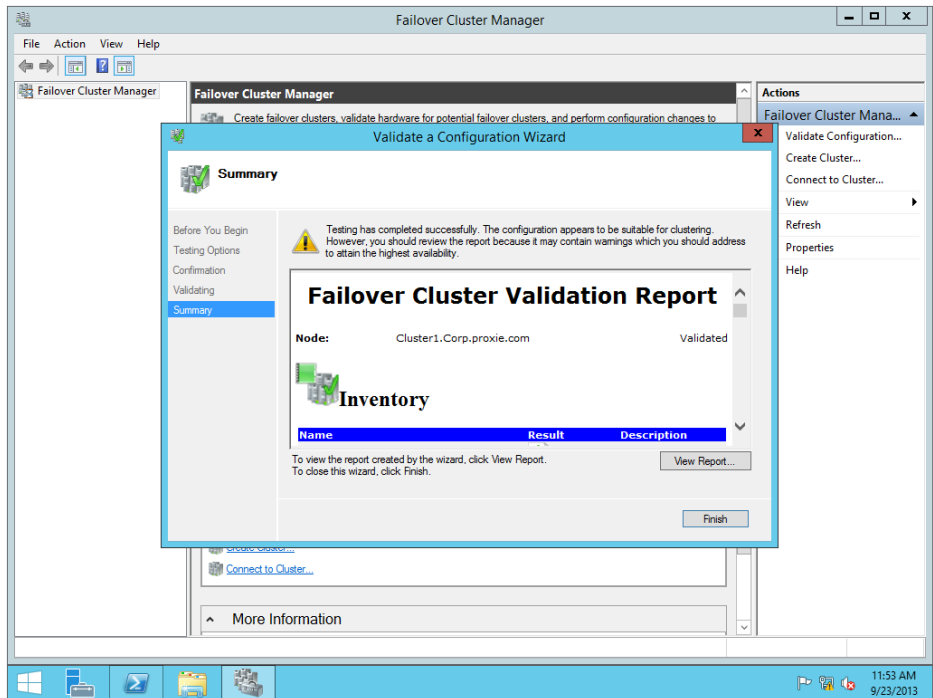 Failover Cluster Manager
File Action View Help
Failover Cluster Manager
Failover Cluster Manager
Create failover clusters, validate hardware for potential failover clusters, and perform configuration changes to
Validate a Configuration Wizard
Summary
Before You Begin
Testing Options
Confirmation
Validating
Summary
Testing has completed successfully. The configuration appears to be suitable for clustering.
However, you should review the report because it may contain warnings which you should address
to attain the highest availability.
Failover Cluster Validation Report
Node: Cluster1.Corp.proxie.com Validated
Inventory
Name Result Description
To view the report created by the wizard, click View Report.
To close this wizard, click Finish.
View Report...
Finish
Create Cluster...
Connect to Cluster...
More Information
Actions
Failover Cluster Mana...
Validate Configuration...
Create Cluster...
Connect to Cluster...
View
Refresh
Properties
Help
11:53 AM
9/23/2013